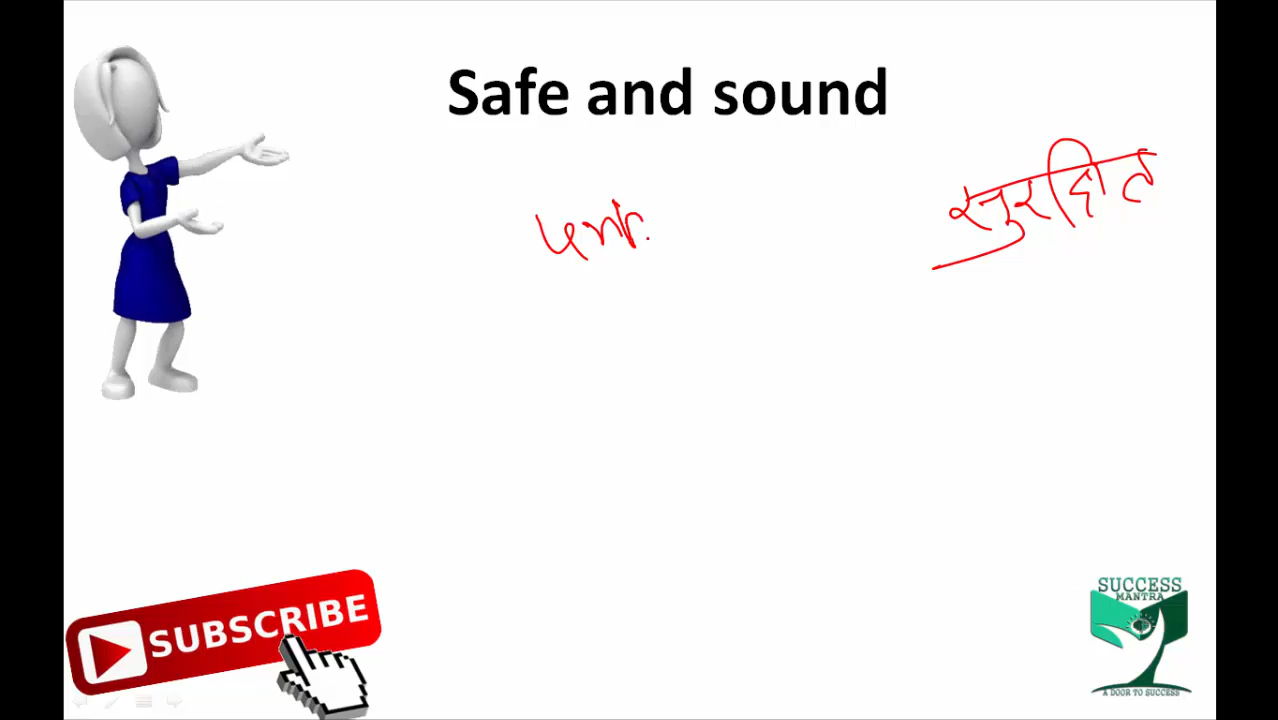 Safe and sound
सुरक्षित
SUBSCRIBE
SUCCESS
MANTRA
A DOOR TO SUCCESS